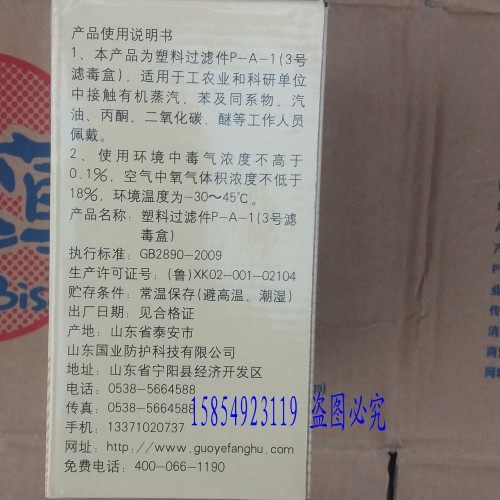 产品使用说明书
1、本产品为塑料过滤件P-A-1(3号
滤毒盒)，适用于工农业和科研单位
中接触有机蒸汽，苯及同系物、汽
油、丙酮、二氧化碳、醚等工作人员
佩戴。
2、使用环境中毒气浓度不高于
0.1%，空气中氧气体积浓度不低于
18%，环境温度为-30～45℃。
产品名称：塑料过滤件P-A-1(3号滤
毒盒)
执行标准：GB2890-2009
生产许可证号：(鲁)XK02-001-02104
贮存条件：常温保存(避高温、潮湿)
出厂日期：见合格证
产地：山东省泰安市
山东国业防护科技有限公司
地址：山东省宁阳县经济开发区
电话：0538-5664588
传真：0538-5664588
手机：13371020737
网址：http://www.guoyefanghu.com
免费电话：400-066-1190
15854923119 盗图必究
Bis